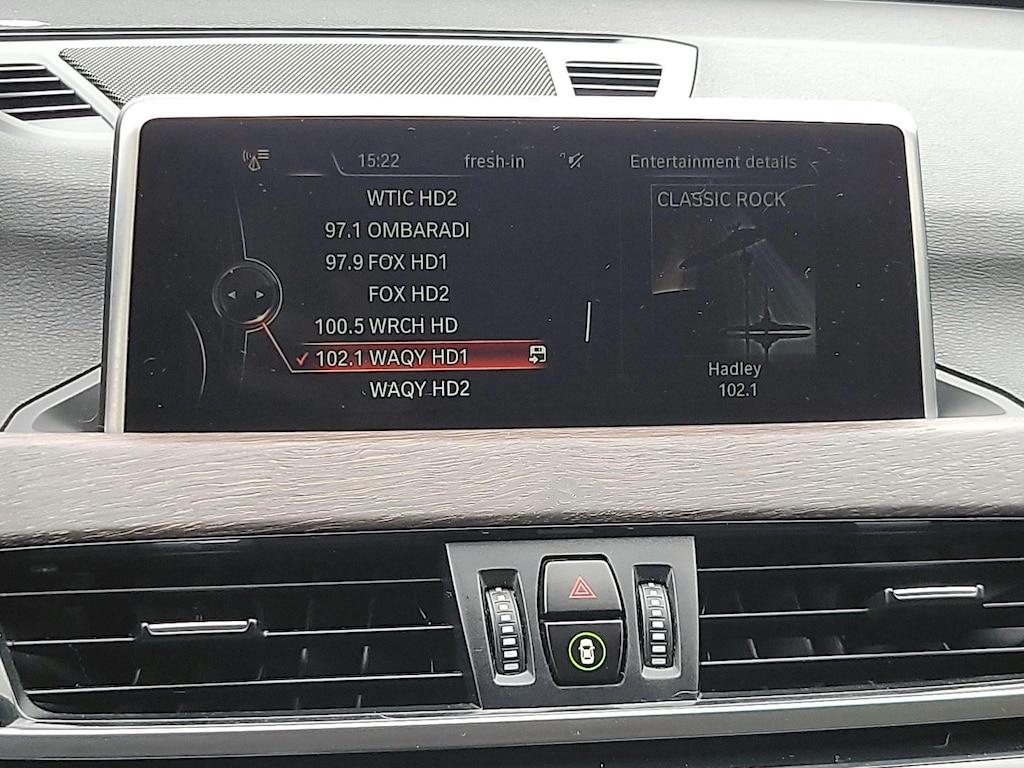 15:22 fresh-in Entertainment details
WTIC HD2
97.1 OMBARADI
97.9 FOX HD1
FOX HD2
100.5 WRCH HD
102.1 WAQY HD1
WAQY HD2
CLASSIC ROCK
Hadley
102.1